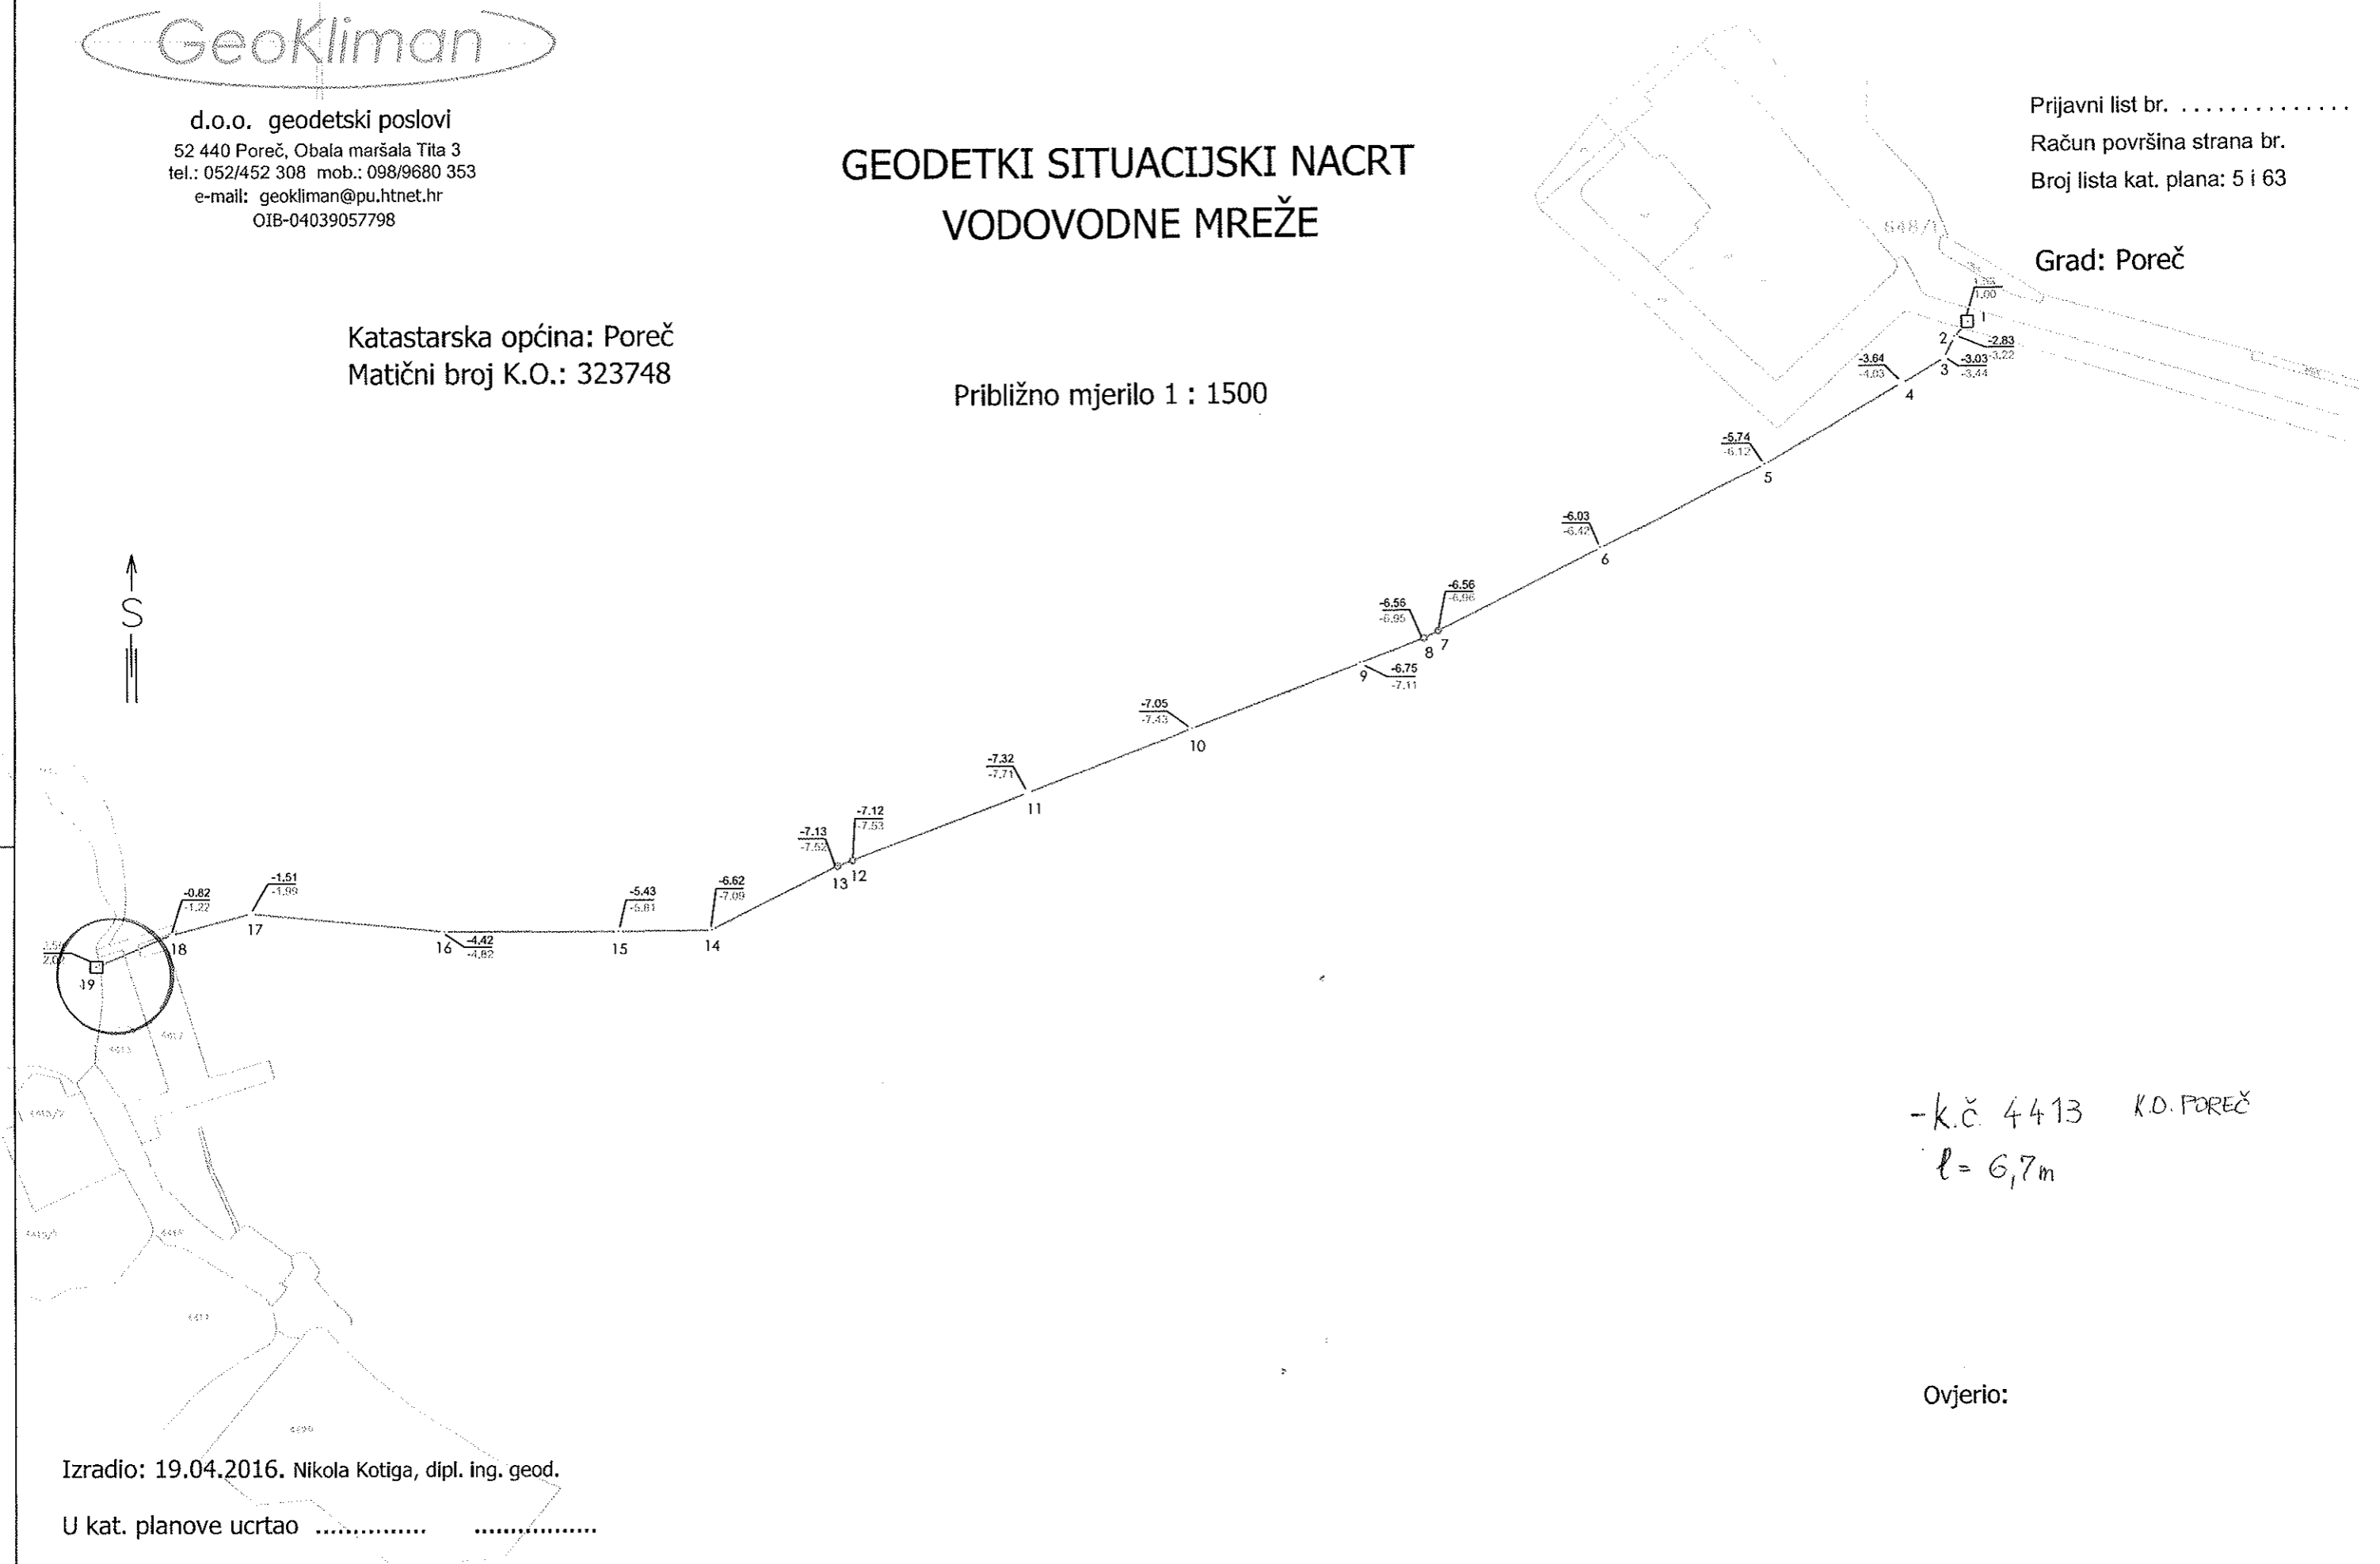 GeoKliman
d.o.o. geodetski poslovi
52 440 Poreč, Obala maršala Tita 3
tel.: 052/452 308 mob.: 098/9680 353
e-mail: geokliman@pu.htnet.hr
OIB-04039057798
GEODETKI SITUACIJSKI NACRT
VODOVODNE MREŽE
Prijavni list br. ..............
Račun površina strana br.
Broj lista kat. plana: 5 i 63
Grad: Poreč
Katastarska općina: Poreč
Matični broj K.O.: 323748
Približno mjerilo 1 : 1500
648/1
1.00
1
2
-2.83
-3.22
3
-3.03
-3.44
-3.64
-4.03
4
-5.74
-6.12
5
-6.03
-6.42
6
-6.56
-6.96
7
-6.56
-6.95
8
9
-6.75
-7.11
-7.05
-7.43
10
-7.32
-7.71
11
-7.12
-7.53
12
-7.13
-7.52
13
-6.62
-7.09
14
-5.43
-5.81
15
16
-4.42
-4.82
-1.51
-1.99
17
-0.82
-1.22
18
19
S
4413
4417
-k.č. 4413 K.O. POREČ
l= 6,7m
Ovjerio:
Izradio: 19.04.2016. Nikola Kotiga, dipl. ing. geod.
U kat. planove ucrtao ............... .................